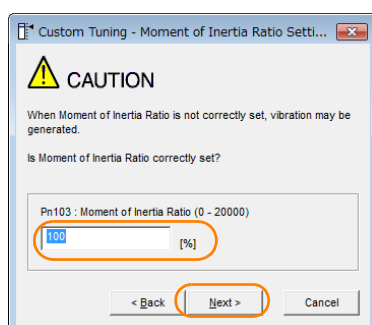 Custom Tuning - Moment of Inertia Ratio Setti...
CAUTION
When Moment of Inertia Ratio is not correctly set, vibration may be
generated.
Is Moment of Inertia Ratio correctly set?
Pn103 : Moment of Inertia Ratio (0 - 20000)
100 [%]
< Back Next > Cancel